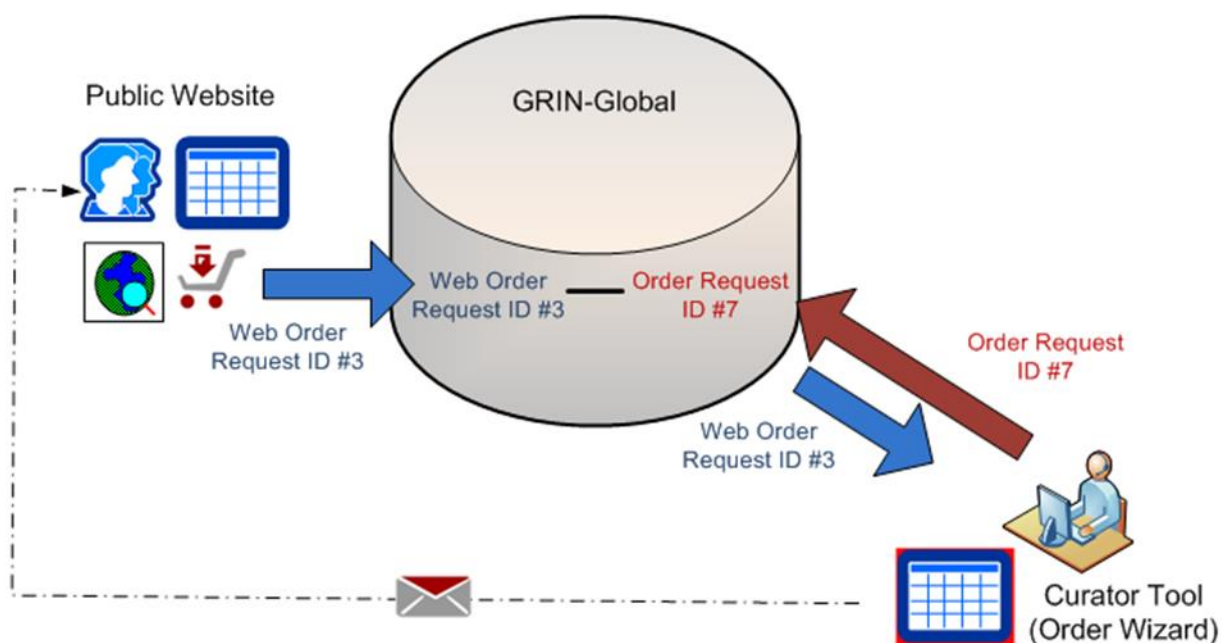 Public Website
GRIN-Global
Web Order
Request ID #3
Order Request
ID #7
Web Order
Request ID #3
Order Request
ID #7
Web Order
Request ID #3
Curator Tool
(Order Wizard)